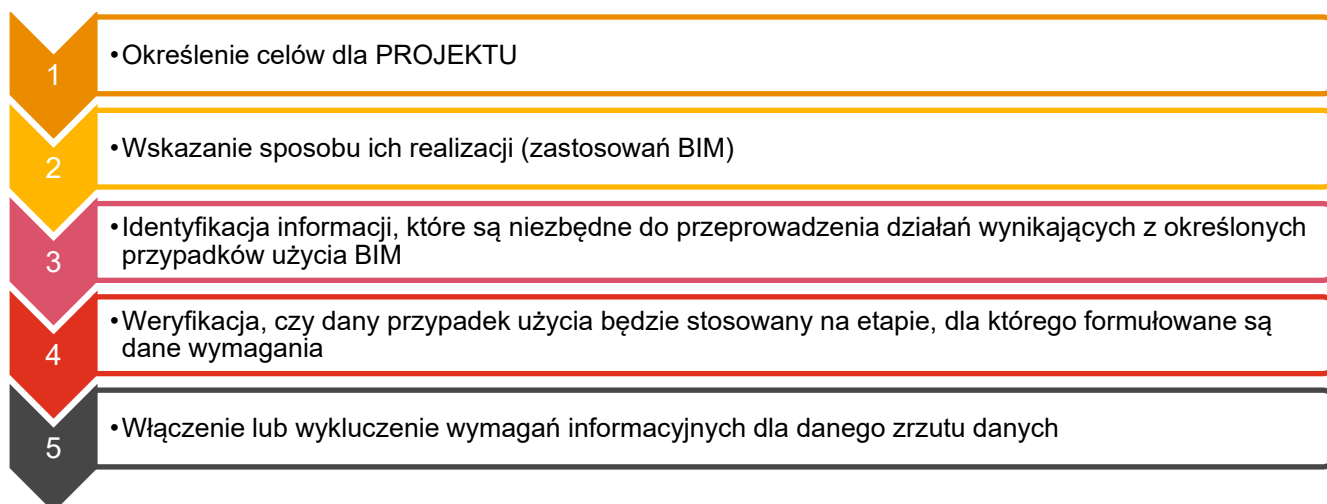 1
•Określenie celów dla PROJEKTU
2
•Wskazanie sposobu ich realizacji (zastosowań BIM)
3
•Identyfikacja informacji, które są niezbędne do przeprowadzenia działań wynikających z określonych
przypadków użycia BIM
4
•Weryfikacja, czy dany przypadek użycia będzie stosowany na etapie, dla którego formułowane są
dane wymagania
5
•Włączenie lub wykluczenie wymagań informacyjnych dla danego zrzutu danych